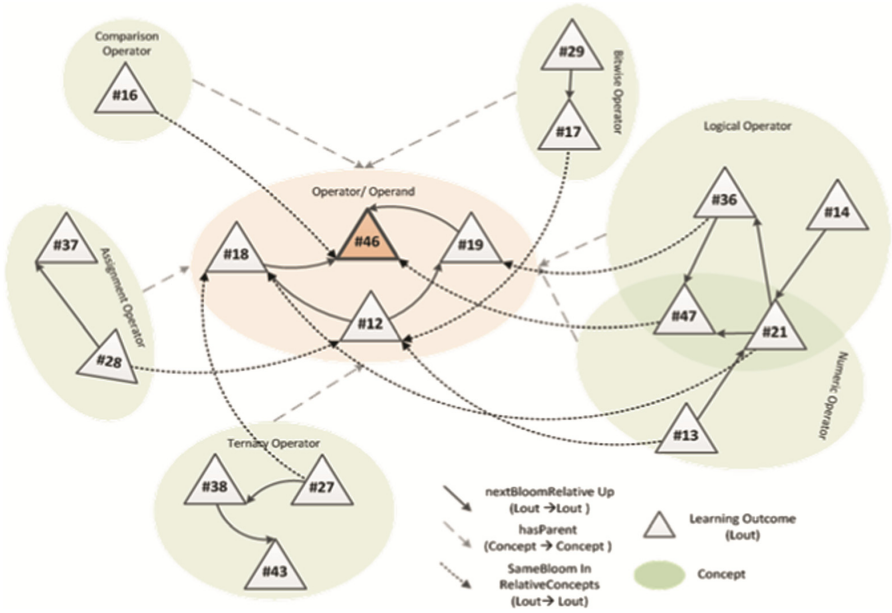 Comparison
Operator
#16
#29
#17
Bitwise Operator
Logical Operator
#36
#14
#47
#21
Numeric Operator
#13
Operator/ Operand
#46
#18
#19
#12
#37
Assignment Operator
#28
Ternary Operator
#38
#27
#43
nextBloomRelative Up
(Lout →Lout )
hasParent
(Concept → Concept )
SameBloom In
RelativeConcepts
(Lout→ Lout)
Learning Outcome
(Lout)
Concept